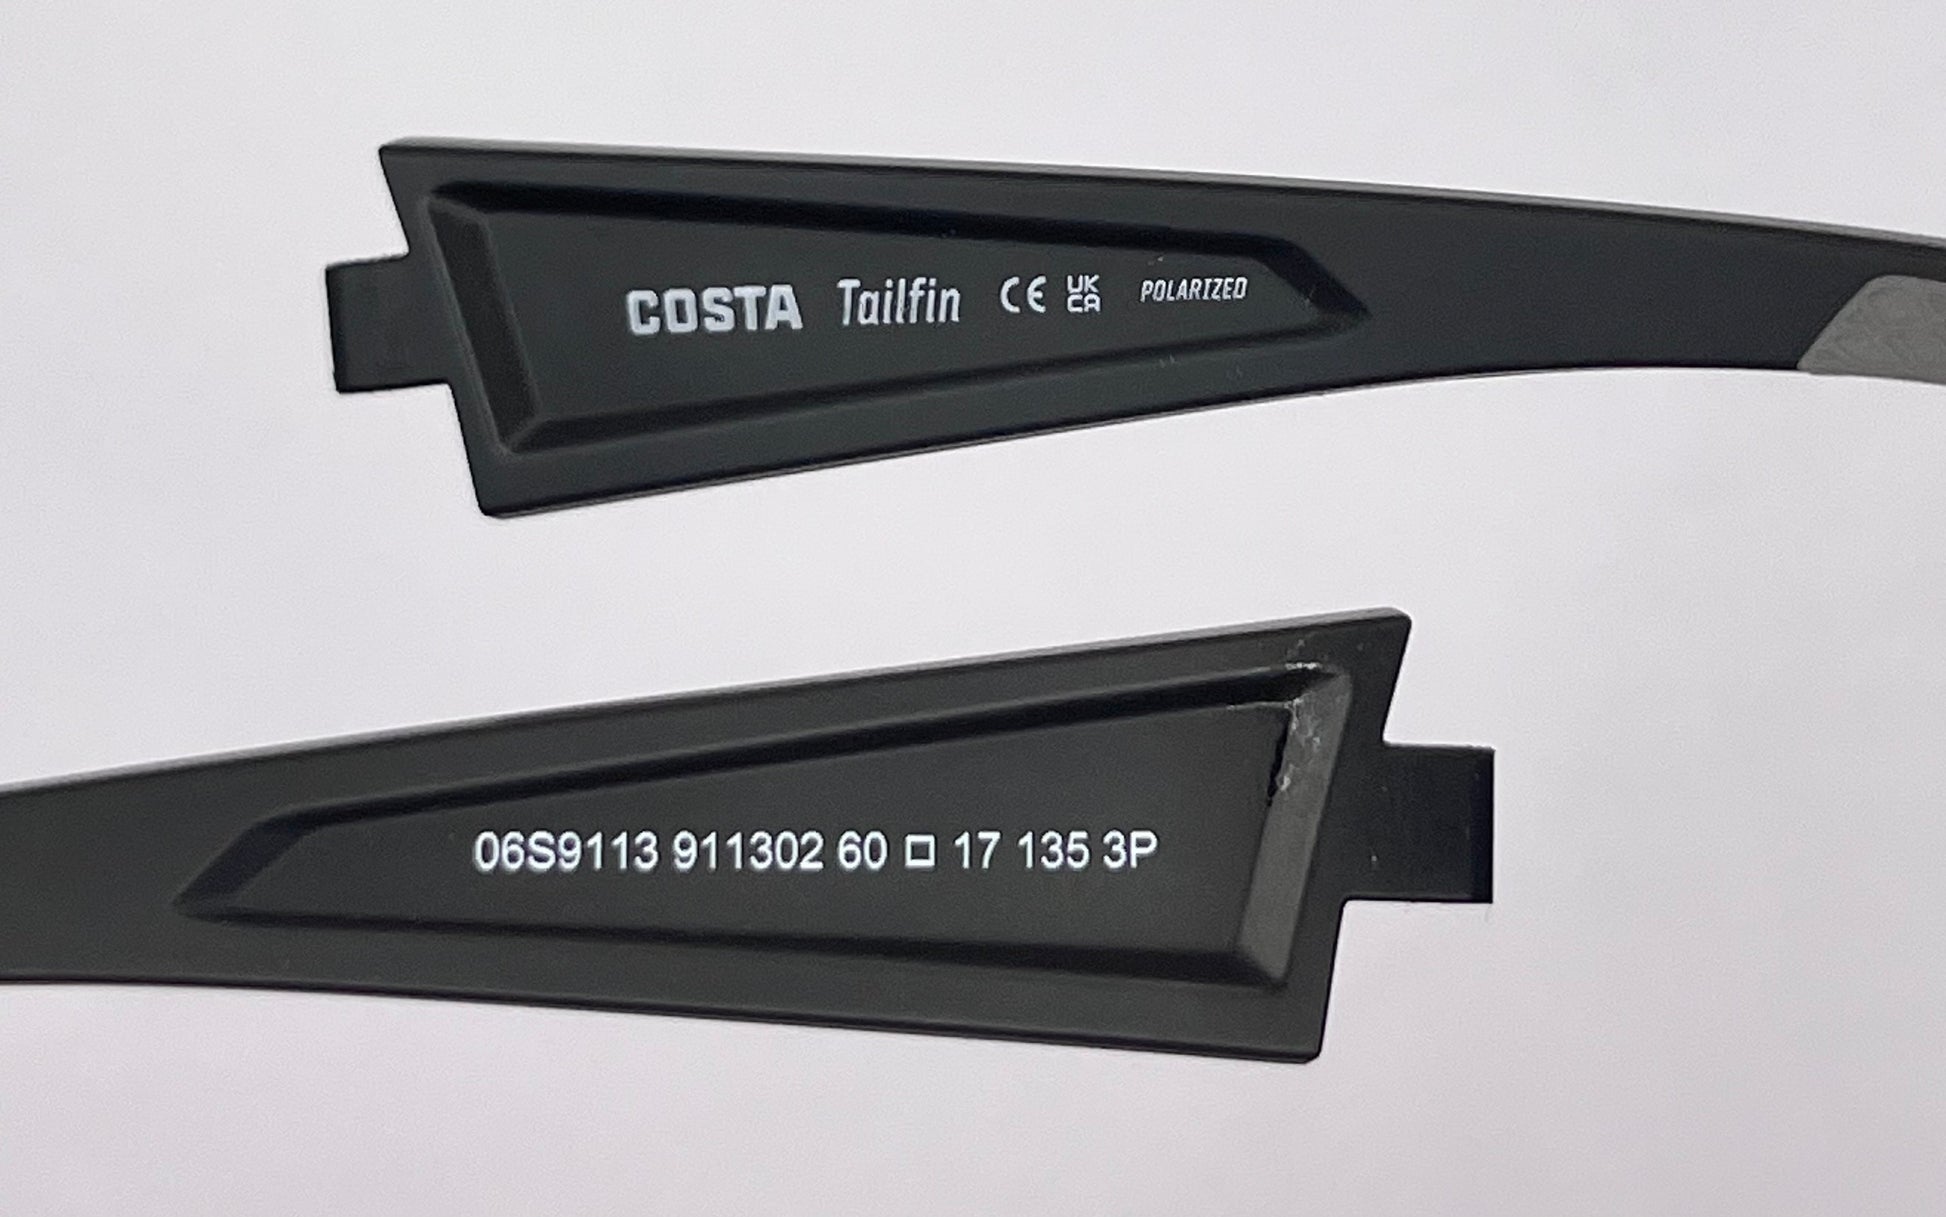 COSTA Tailfin CE UK CA POLARIZED
06S9113 911302 60 □ 17 135 3P